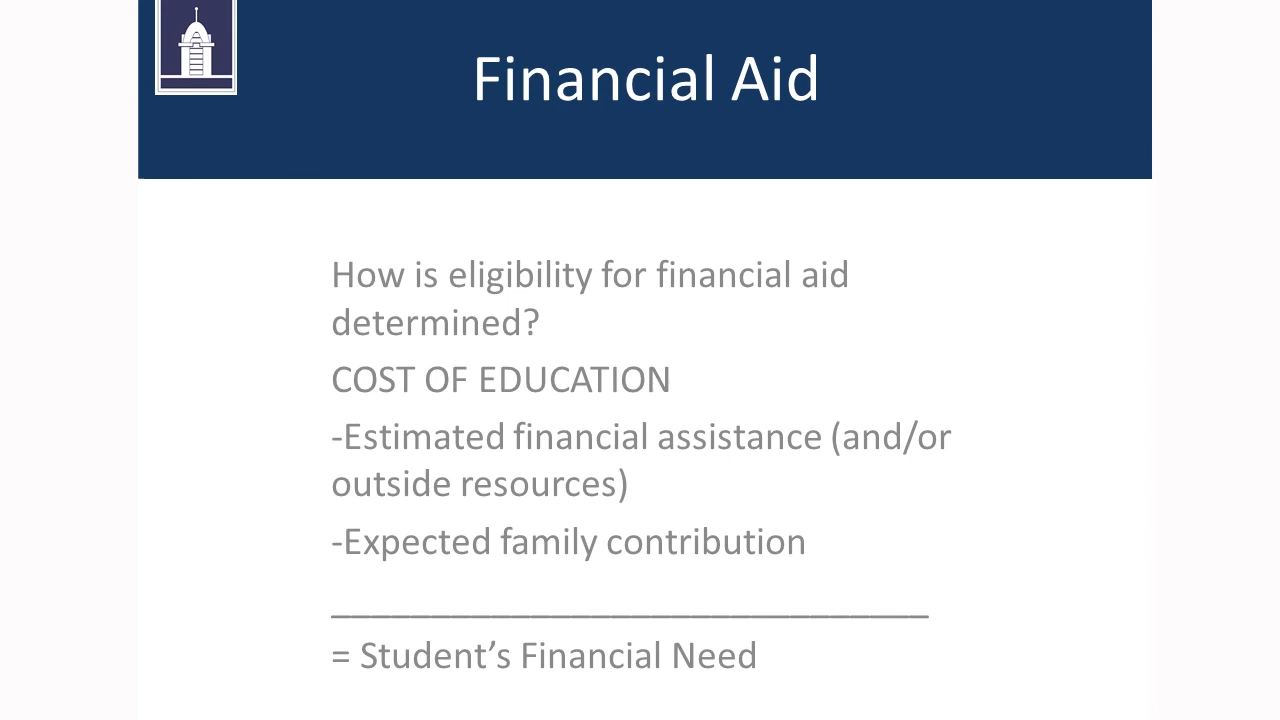 Financial Aid
How is eligibility for financial aid
determined?
COST OF EDUCATION
-Estimated financial assistance (and/or
outside resources)
-Expected family contribution
______________________________
= Student’s Financial Need